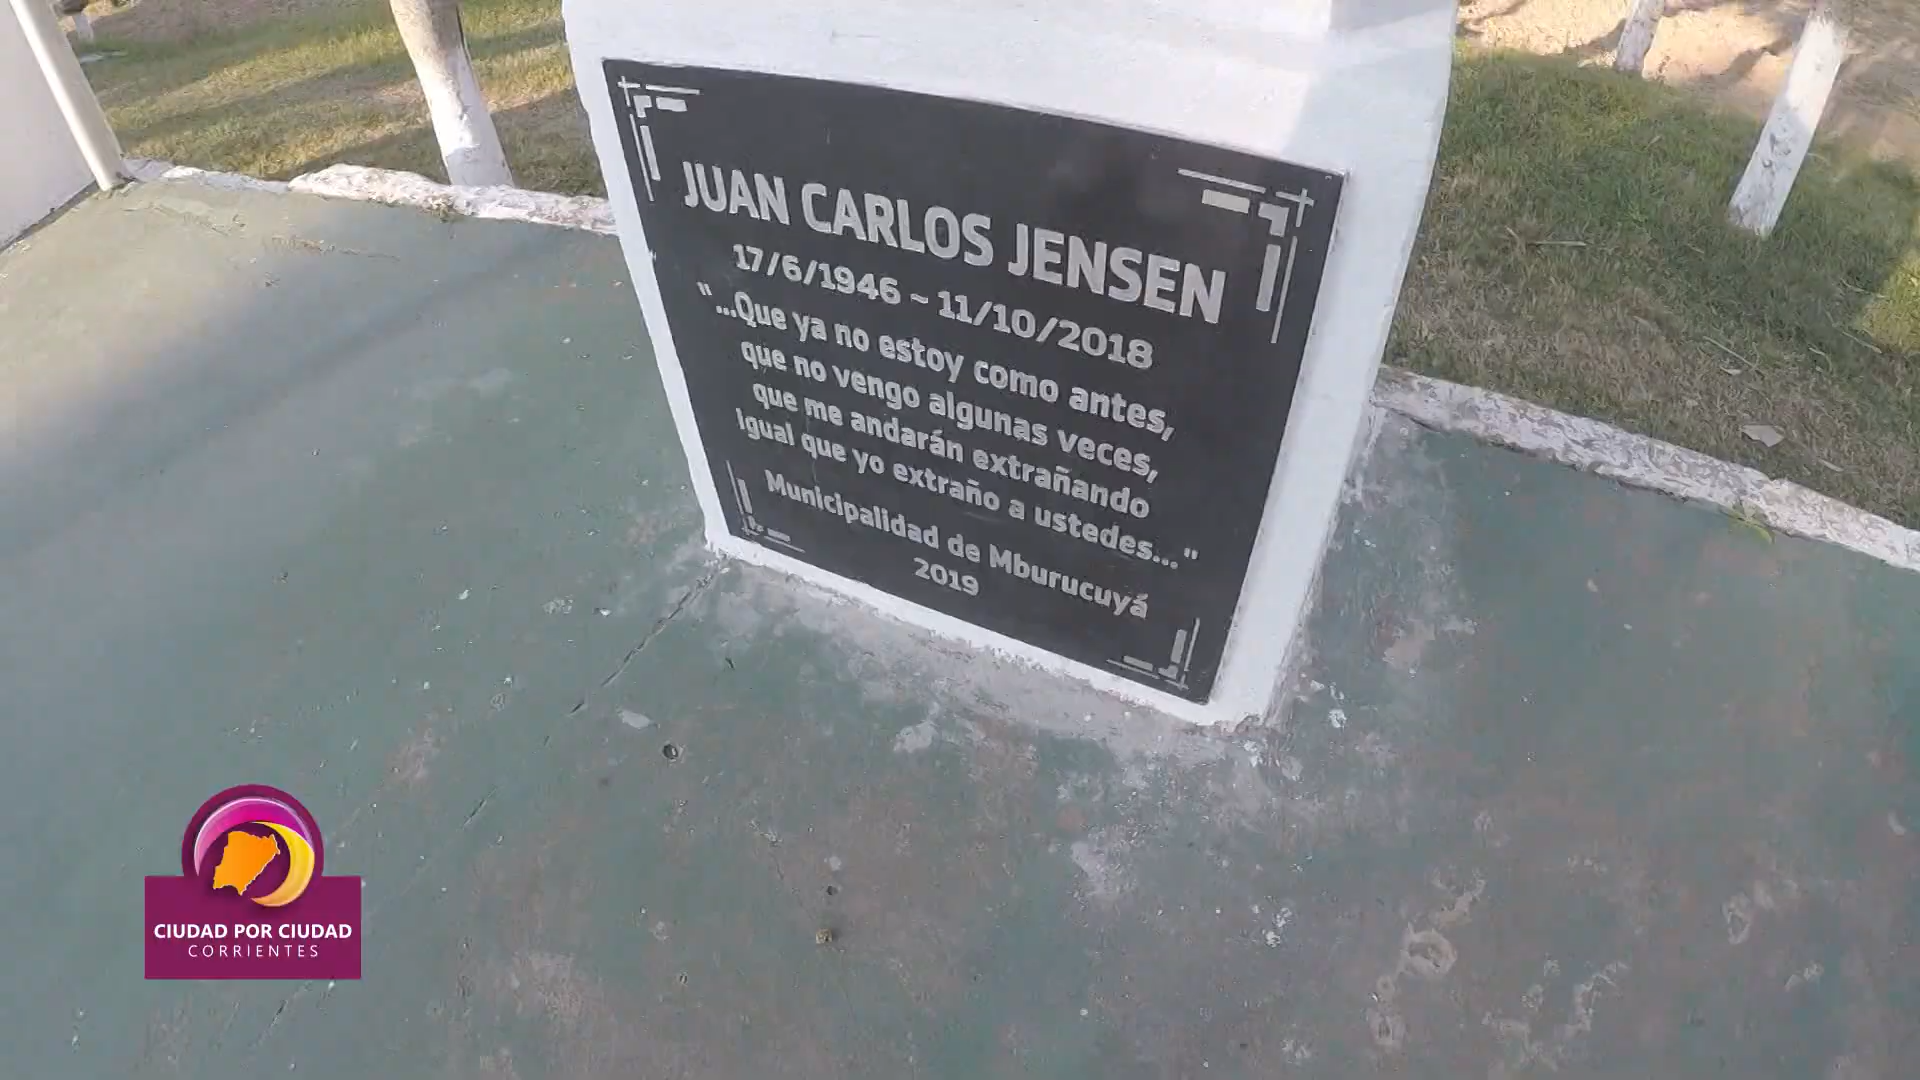 JUAN CARLOS JENSEN
17/6/1946 ~ 11/10/2018
"...Que ya no estoy como antes,
que no vengo algunas veces,
que me andarán extrañando
Igual que yo extraño a ustedes..."
Municipalidad de Mburucuyá
2019
CIUDAD POR CIUDAD
CORRIENTES